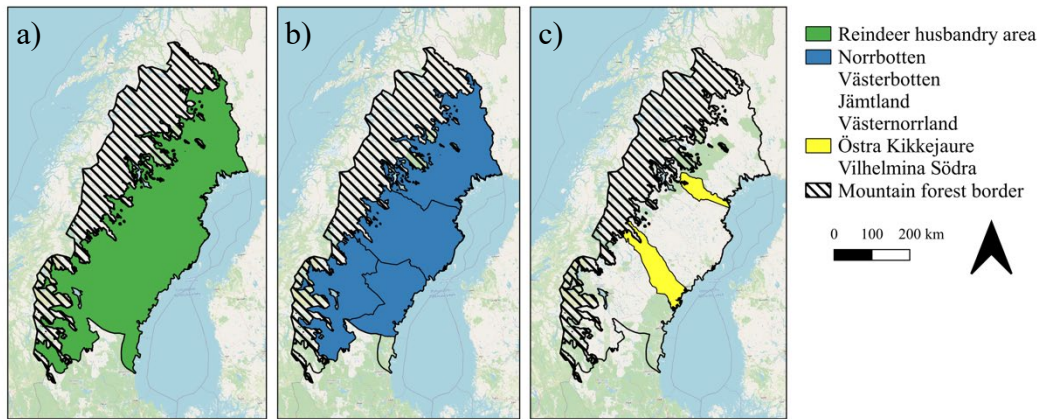 a)
b)
c)
Reindeer husbandry area
Norrbotten
Västerbotten
Jämtland
Västernorrland
Östra Kikkejaure
Vilhelmina Södra
Mountain forest border
0 100 200 km